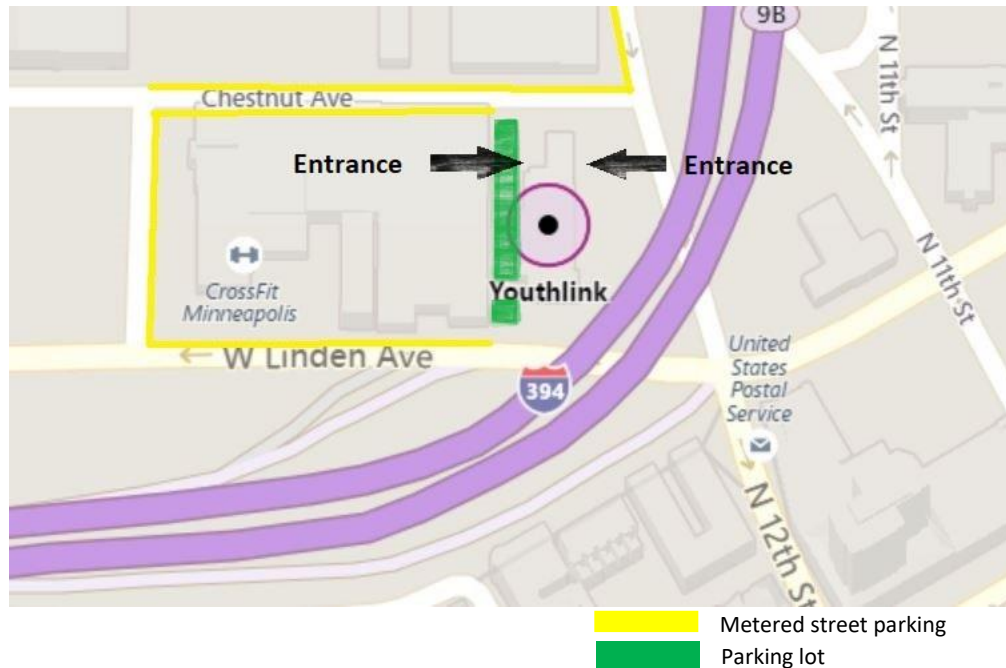 9B
N 11th St
Chestnut Ave
Entrance
Entrance
N 11th St
CrossFit
Minneapolis
Youthlink
W Linden Ave
394
United
States
Postal
Service
N 12th St
Metered street parking
Parking lot